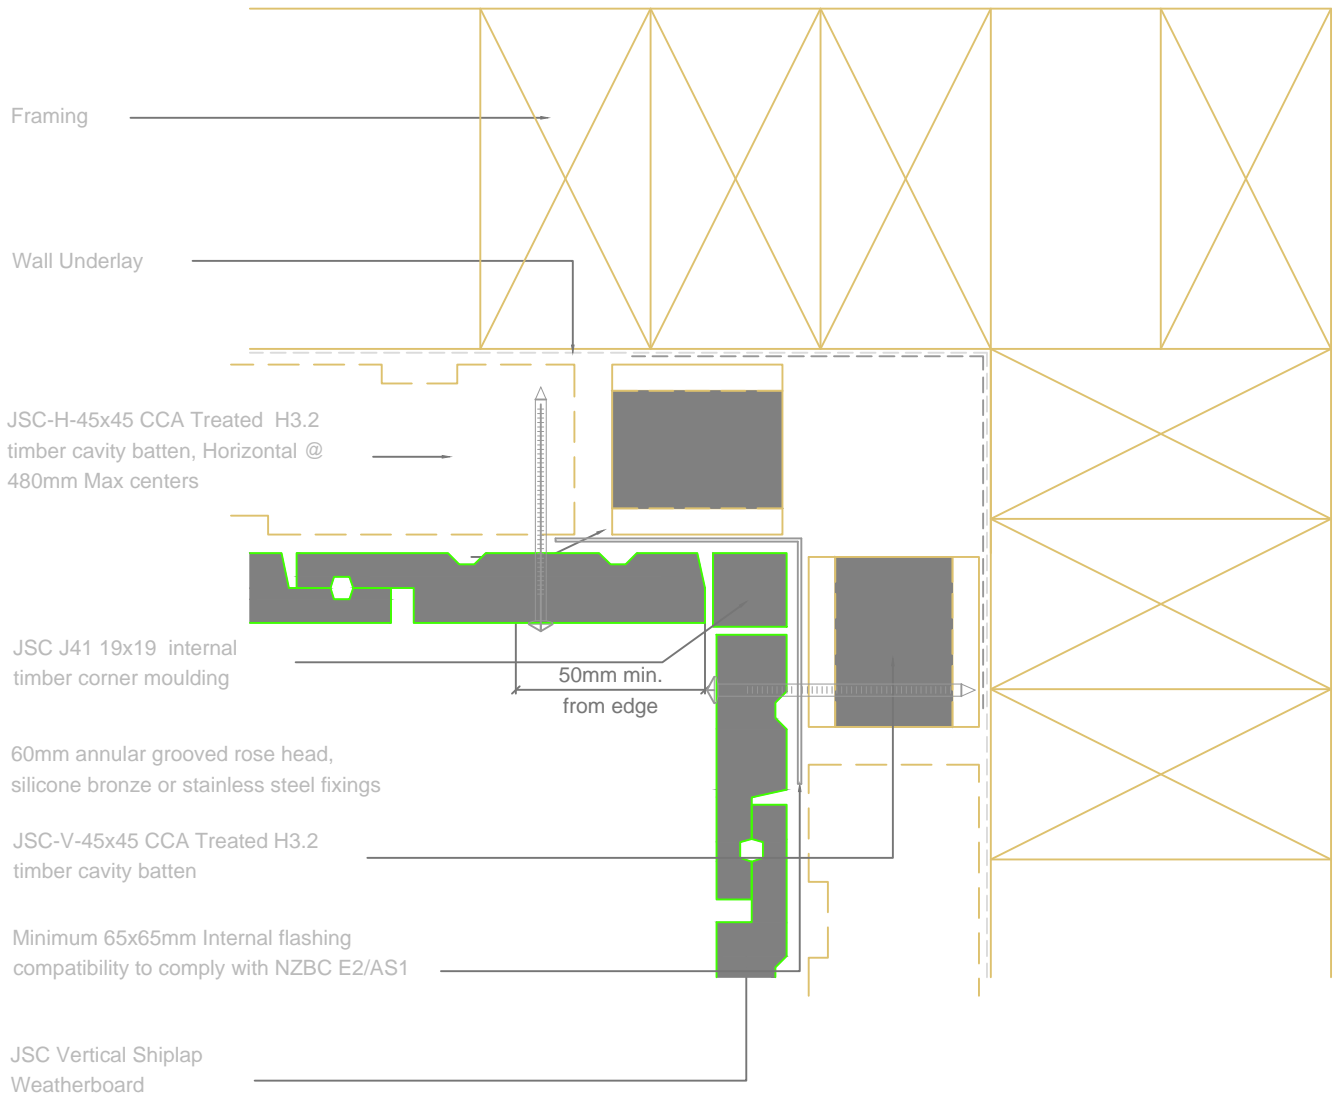 Framing
Wall Underlay
JSC-H-45x45 CCA Treated H3.2
timber cavity batten, Horizontal @
480mm Max centers
JSC J41 19x19 internal
timber corner moulding
50mm min.
from edge
60mm annular grooved rose head,
silicone bronze or stainless steel fixings
JSC-V-45x45 CCA Treated H3.2
timber cavity batten
Minimum 65x65mm Internal flashing
compatibility to comply with NZBC E2/AS1
JSC Vertical Shiplap
Weatherboard